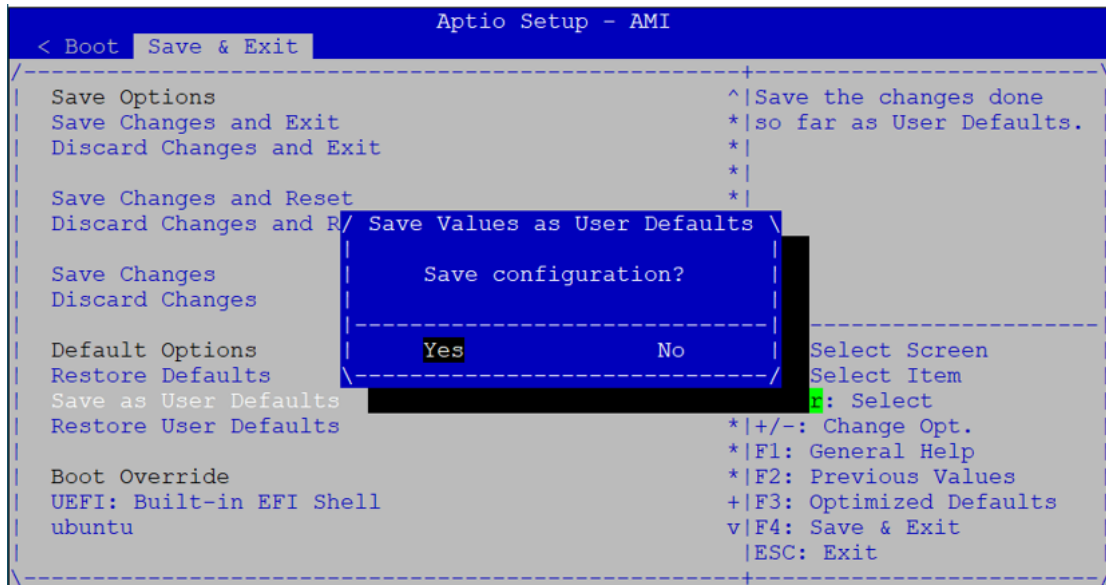 Aptio Setup - AMI
< Boot Save & Exit
Save Options
Save Changes and Exit
Discard Changes and Exit
Save Changes and Reset
Discard Changes and R
Save Changes
Discard Changes
Default Options
Restore Defaults
Save as User Defaults
Restore User Defaults
Boot Override
UEFI: Built-in EFI Shell
ubuntu
Save Values as User Defaults
Save configuration?
Yes No
Save the changes done
so far as User Defaults.
Select Screen
Select Item
r: Select
+/-: Change Opt.
F1: General Help
F2: Previous Values
F3: Optimized Defaults
F4: Save & Exit
ESC: Exit